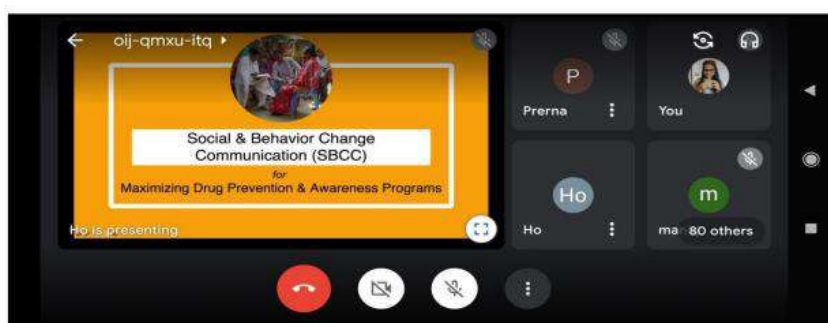 oij-qmxu-itq
Social & Behavior Change
Communication (SBCC)
for
Maximizing Drug Prevention & Awareness Programs
Ho is presenting
P
Prerna
You
Ho
Ho
m
80 others